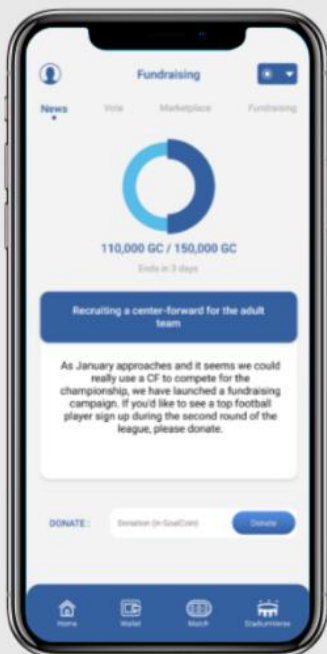 Fundraising
News Vote Marketplace Fundraising
110,000 GC / 150,000 GC
Ends in 3 days
Recruiting a center-forward for the adult
team
As January approaches and it seems we could
really use a CF to compete for the
championship, we have launched a fundraising
campaign. If you'd like to see a top football
player sign up during the second round of the
league, please donate.
DONATE : Donation (in GoalCoin) Donate
Home Wallet Match StadiumVerse